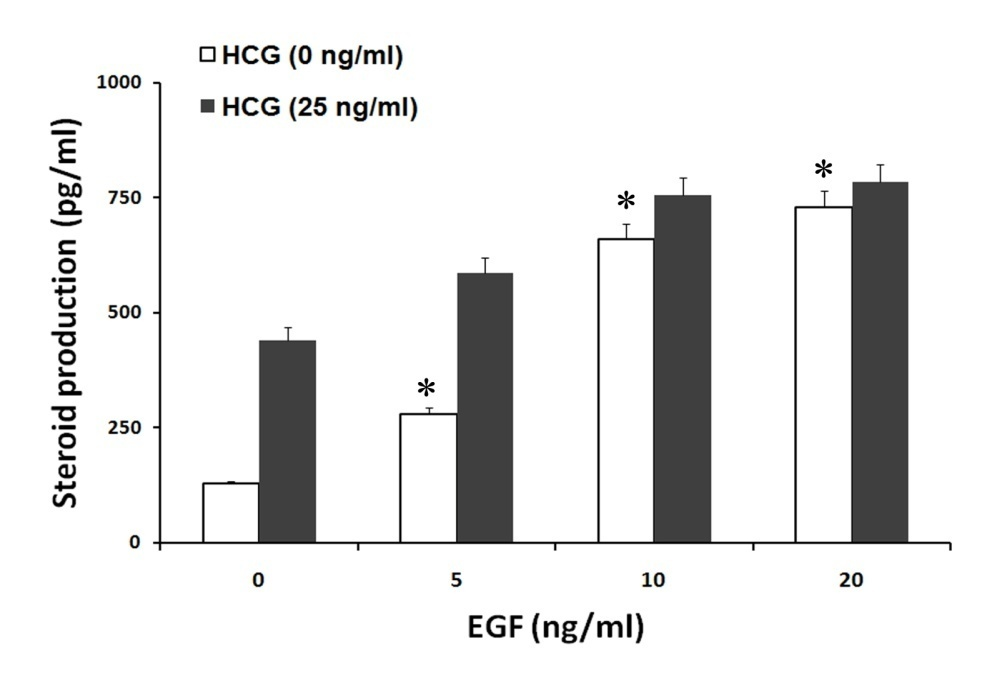 HCG (0 ng/ml)
HCG (25 ng/ml)
Steroid production (pg/ml)
1000
750
500
250
0
*
*
*
0 5 10 20
EGF (ng/ml)